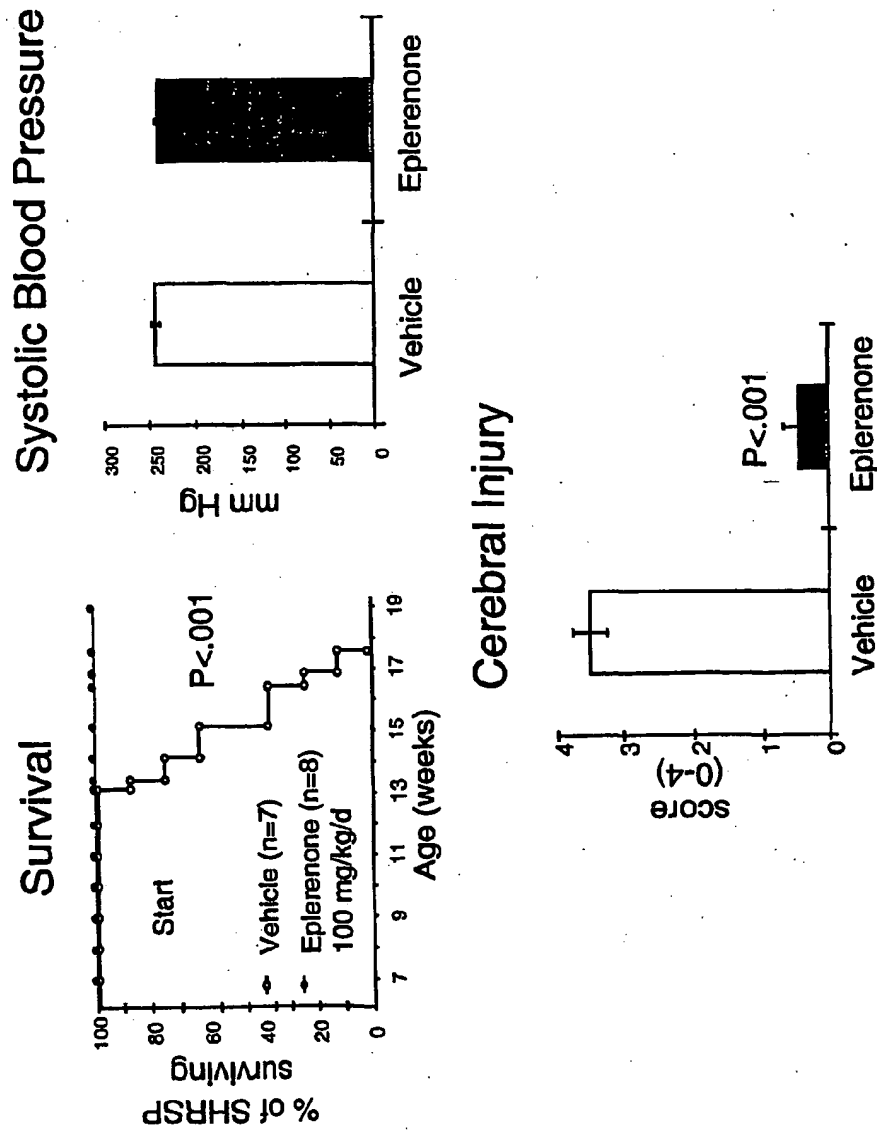 Survival
% of SHRSP
surviving
100
80
60
40
20
0
Start
P<.001
Vehicle (n=7)
Eplerenone (n=8)
100 mg/kg/d
7 9 11 13 15 17 19
Age (weeks)
Systolic Blood Pressure
mm Hg
300
250
200
150
100
50
0
Vehicle Eplerenone
Cerebral Injury
score
(0-4)
4
3
2
1
0
P<.001
Vehicle Eplerenone